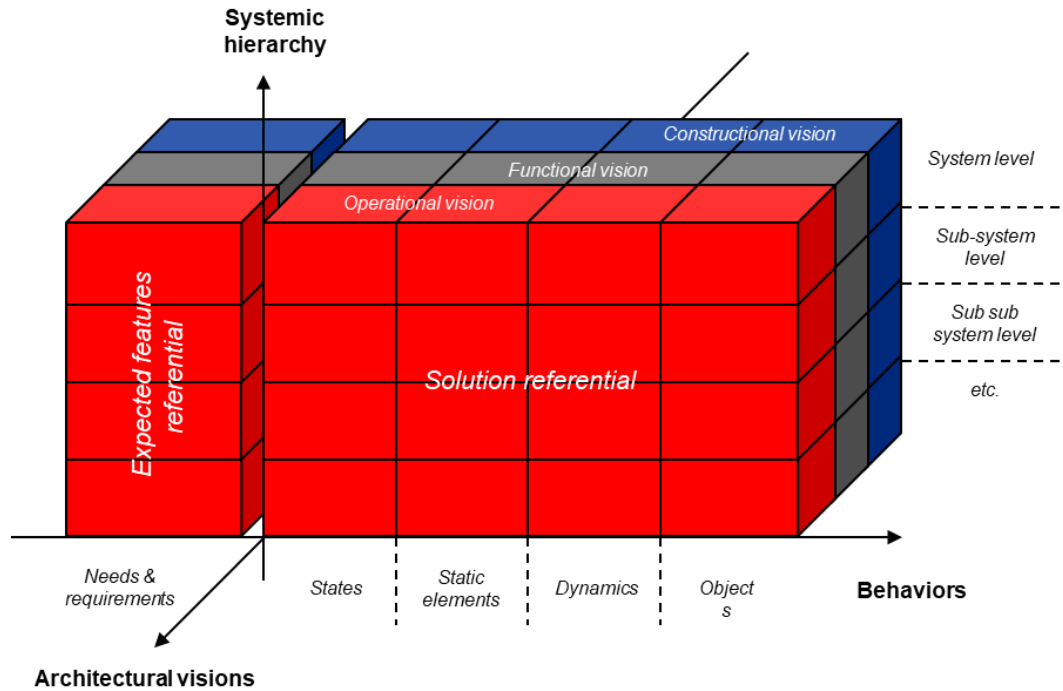 Systemic
hierarchy
Constructional vision
Functional vision
Operational vision
System level
Sub-system
level
Sub sub
system level
etc.
Expected features
referential
Solution referential
Needs &
requirements
States
Static
elements
Dynamics
Object
s
Behaviors
Architectural visions